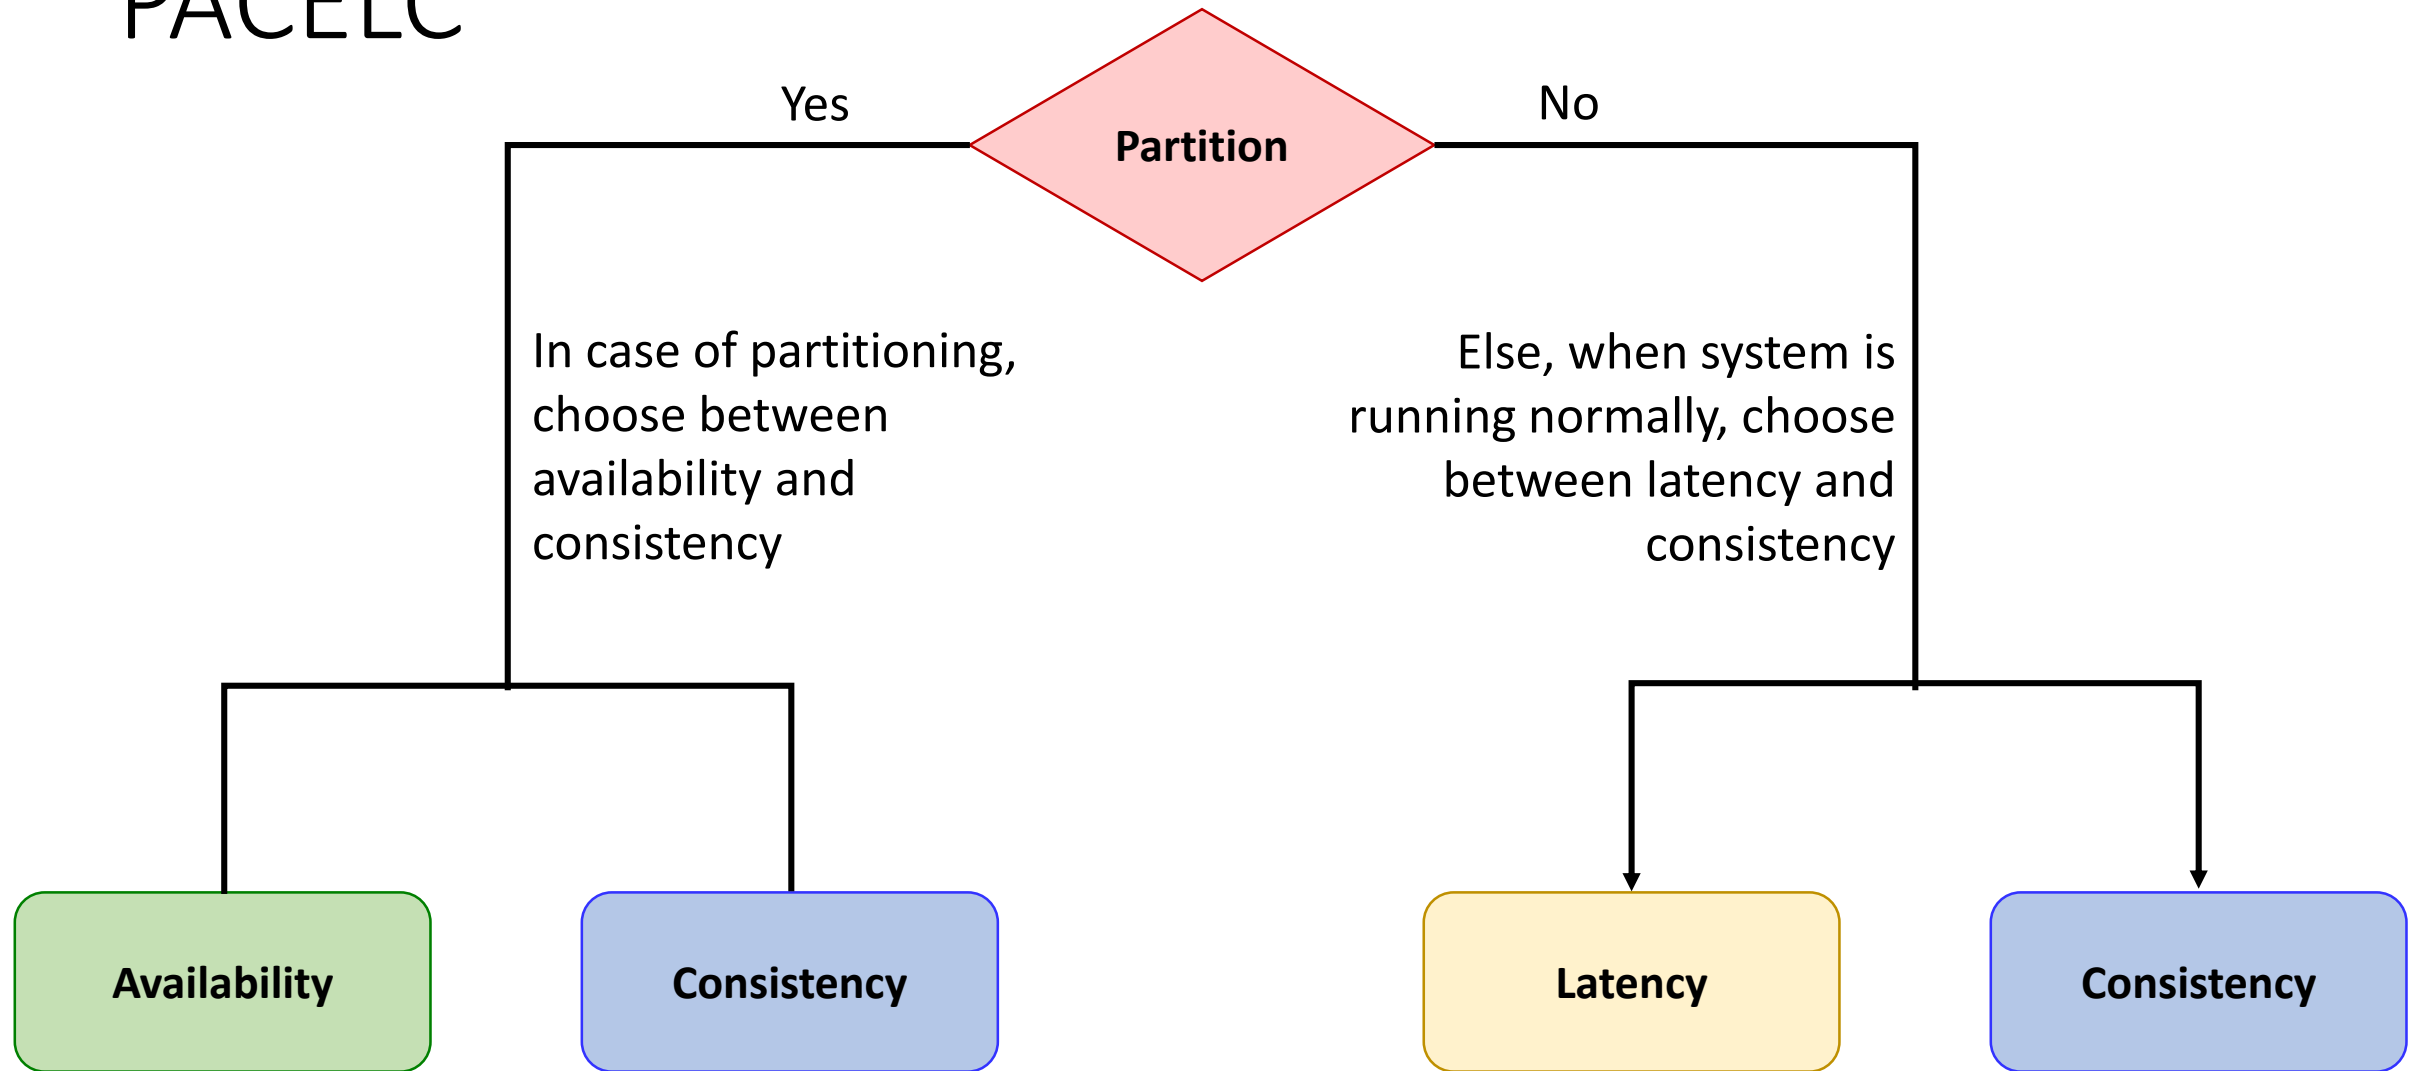 PACELC
Yes
No
Partition
In case of partitioning,
choose between
availability and
consistency
Else, when system is
running normally, choose
between latency and
consistency
Availability
Consistency
Latency
Consistency